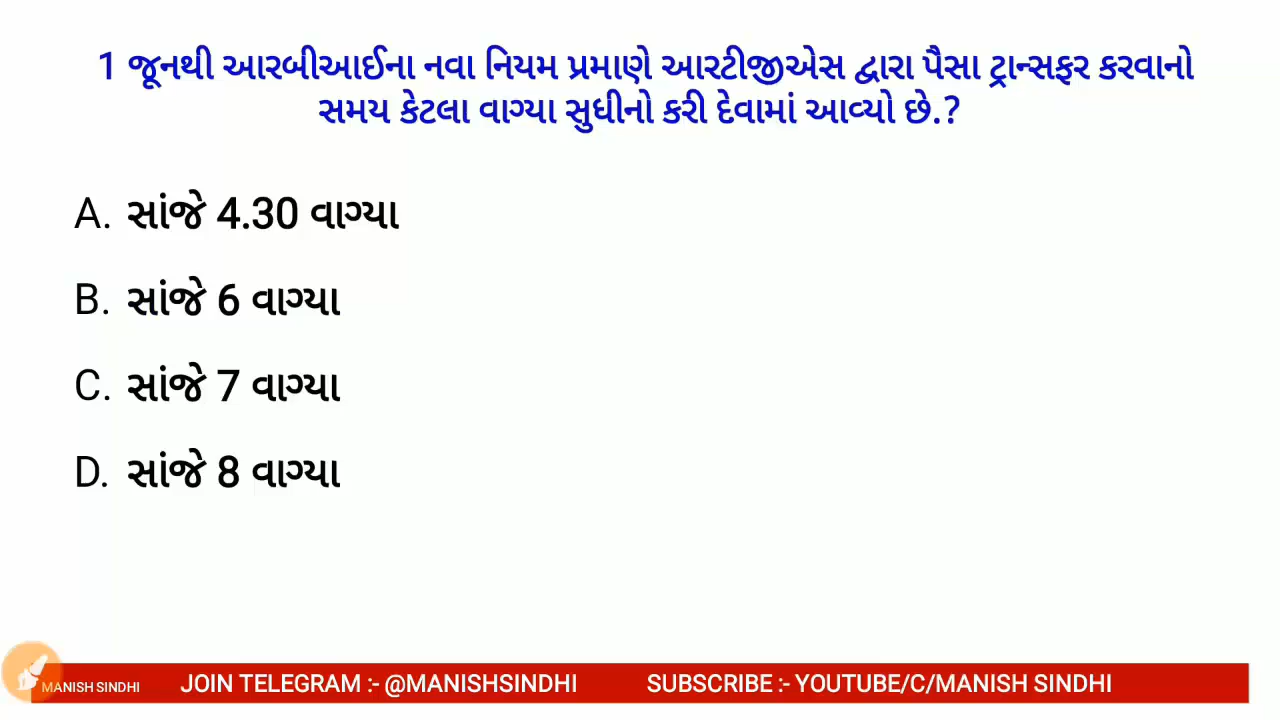 1 જૂનથી આરબીઆઈના નવા નિયમ પ્રમાણે આરટીજીએસ દ્વારા પૈસા ટ્રાન્સફર કરવાનો
સમય કેટલા વાગ્યા સુધીનો કરી દેવામાં આવ્યો છે.?
A. સાંજે 4.30 વાગ્યા
B. સાંજે 6 વાગ્યા
C. સાંજે 7 વાગ્યા
D. સાંજે 8 વાગ્યા
MANISH SINDHI JOIN TELEGRAM :- @MANISHSINDHI SUBSCRIBE :- YOUTUBE/C/MANISH SINDHI